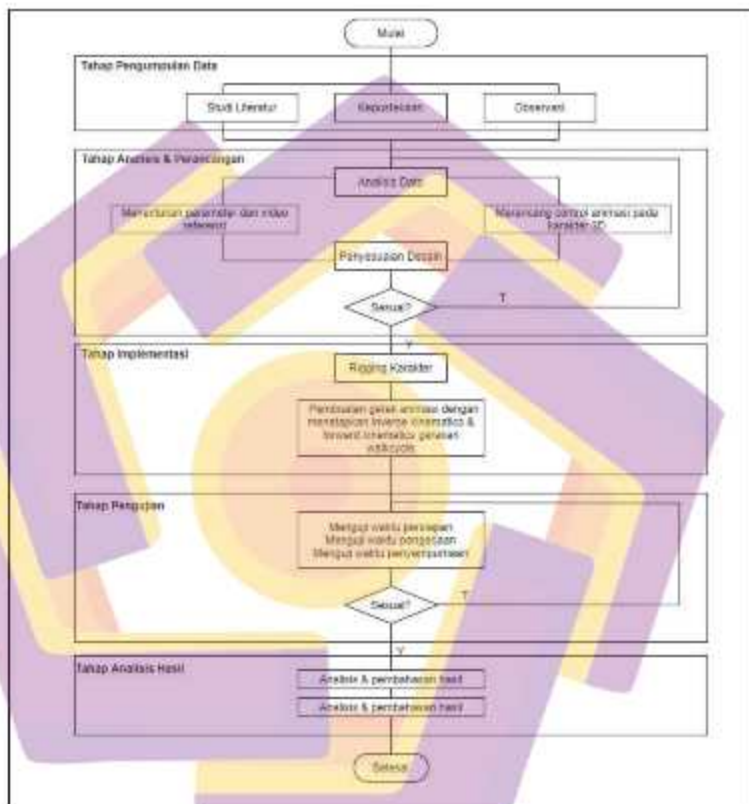 Mulai
Tahap Pengumpulan Data
Studi Literatur
Kepustakaan
Observasi
Tahap Analisis & Perancangan
Analisis Data
Menentukan parameter dan video
referensi
Merancang control animasi pada
karakter 2D
Penyesuaian Desain
Sesuai?
T
Y
Tahap Implementasi
Rigging Karakter
Pembuatan gerak animasi dengan
menetapkan inverse kinematics &
forward kinematics gerakan
walkcycle
Tahap Pengujian
Menguji waktu persiapan
Menguji waktu pengerjaan
Menguji waktu penyempurnaan
Sesuai?
T
Y
Tahap Analisis Hasil
Analisis & pembahasan hasil
Analisis & pembahasan hasil
Selesai